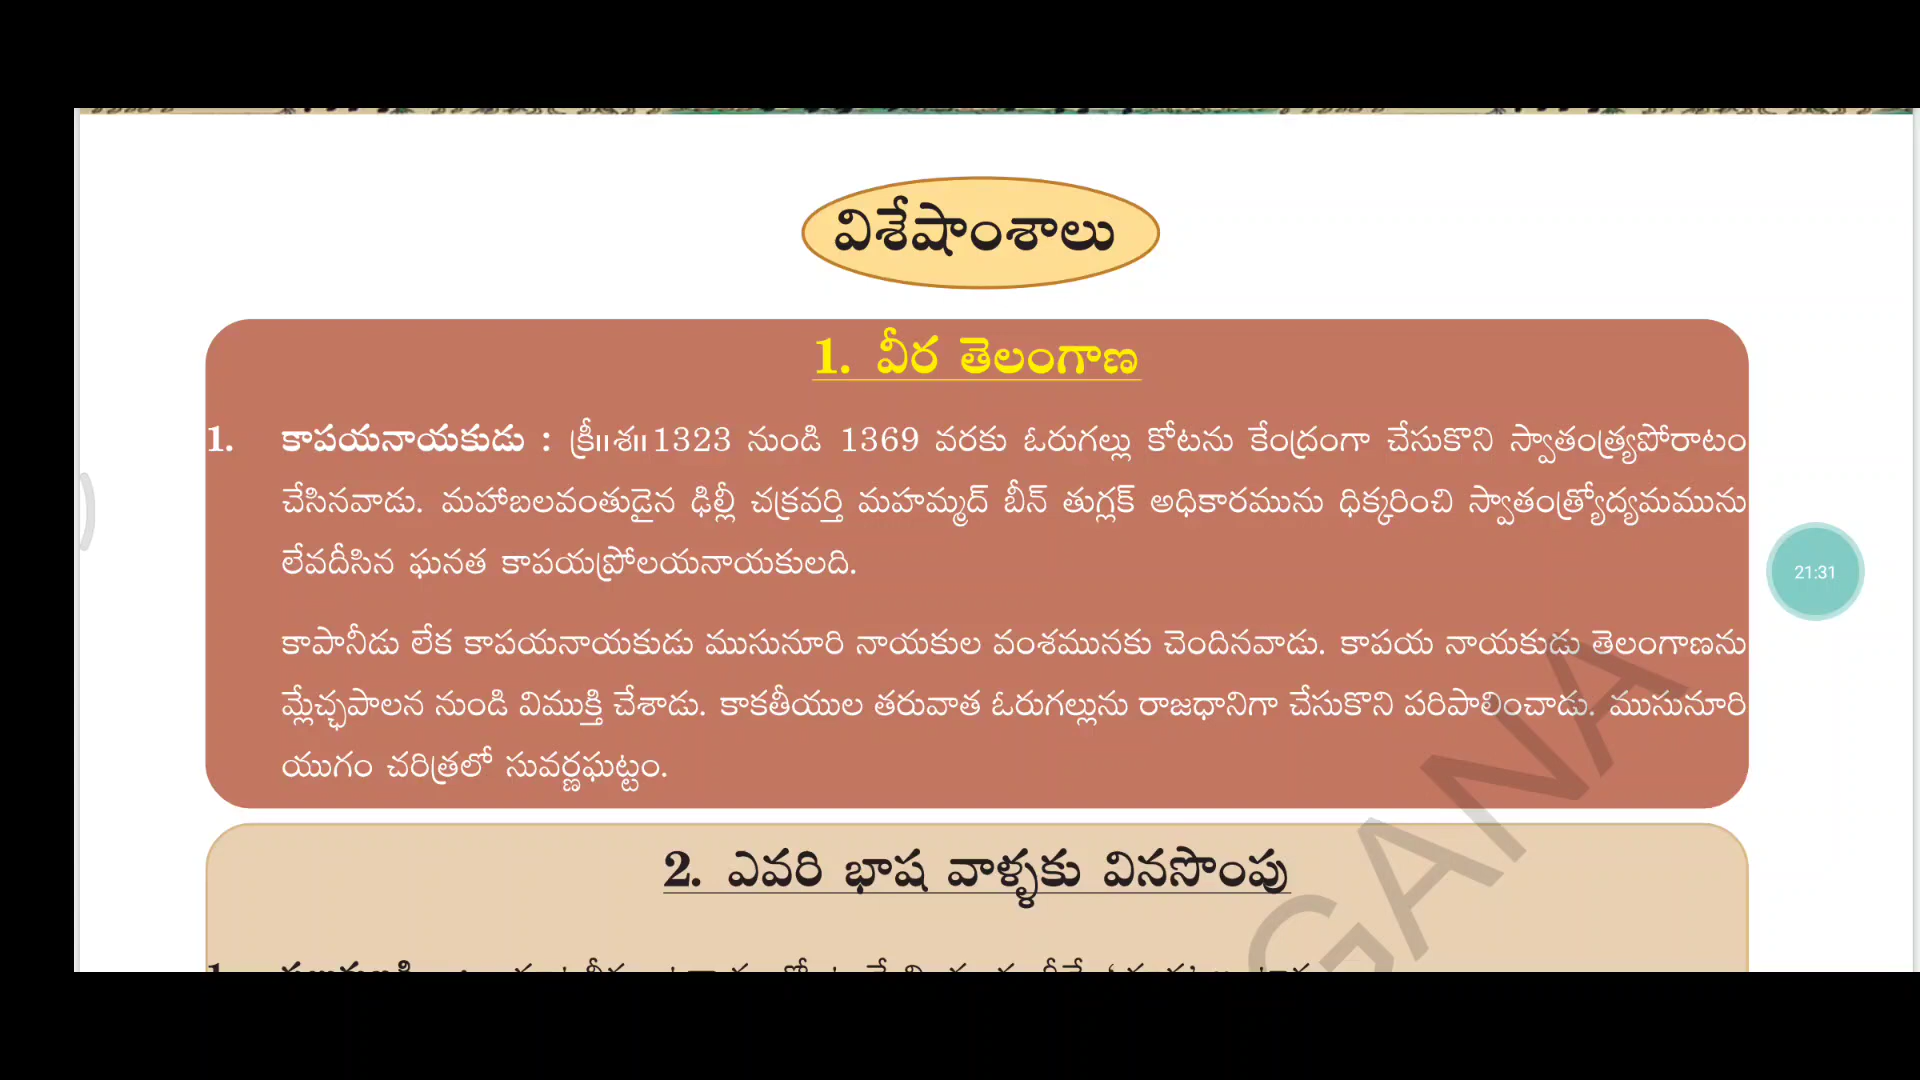 విశేషాంశాలు
1. వీర తెలంగాణ
1. కాపయనాయకుడు : క్రీ॥శ॥1323 నుండి 1369 వరకు ఓరుగల్లు కోటను కేంద్రంగా చేసుకొని స్వాతంత్ర్యపోరాటం
చేసినవాడు. మహాబలవంతుడైన ఢిల్లీ చక్రవర్తి మహమ్మద్ బీన్ తుగ్లక్ అధికారమును ధిక్కరించి స్వాతంత్ర్యోద్యమమును
లేవదీసిన ఘనత కాపయప్రోలయనాయకులది.
కాపానీడు లేక కాపయనాయకుడు ముసునూరి నాయకుల వంశమునకు చెందినవాడు. కాపయ నాయకుడు తెలంగాణను
మ్లేచ్ఛపాలన నుండి విముక్తి చేశాడు. కాకతీయుల తరువాత ఓరుగల్లును రాజధానిగా చేసుకొని పరిపాలించాడు. ముసునూరి
యుగం చరిత్రలో సువర్ణఘట్టం.
21:31
2. ఎవరి భాష వాళ్ళకు వినసొంపు
GANA